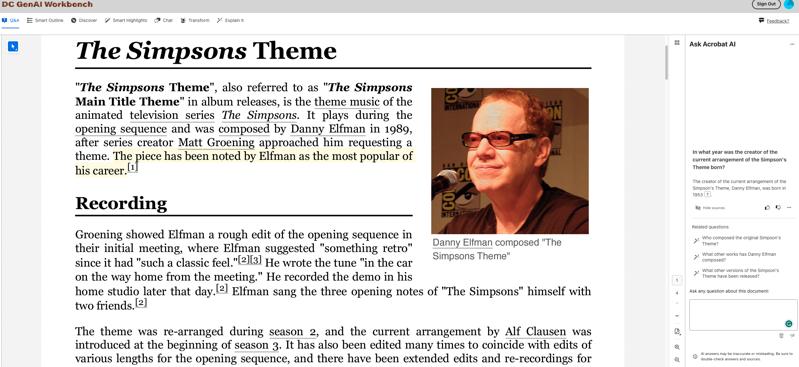 DC GenAI Workbench
Sign Out
Q&A
Smart Outline
Discover
Smart Highlights
Chat
Transform
Explain It
Feedback?
The Simpsons Theme
"The Simpsons Theme", also referred to as "The Simpsons
Main Title Theme" in album releases, is the theme music of the
animated television series The Simpsons. It plays during the
opening sequence and was composed by Danny Elfman in 1989,
after series creator Matt Groening approached him requesting a
theme. The piece has been noted by Elfman as the most popular of
his career.[1]
Danny Elfman composed "The
Simpsons Theme"
Recording
Groening showed Elfman a rough edit of the opening sequence in
their initial meeting, where Elfman suggested "something retro"
since it had "such a classic feel."[2][3] He wrote the tune "in the car
on the way home from the meeting." He recorded the demo in his
home studio later that day.[2] Elfman sang the three opening notes of "The Simpsons" himself with
two friends.[2]
The theme was re-arranged during season 2, and the current arrangement by Alf Clausen was
introduced at the beginning of season 3. It has also been edited many times to coincide with edits of
various lengths for the opening sequence, and there have been extended edits and re-recordings for
Ask Acrobat AI
In what year was the creator of the
current arrangement of the Simpson's
Theme born?
The creator of the current arrangement of the
Simpson's Theme, Danny Elfman, was born in
1953
Hide sources
Related questions
Who composed the original Simpson's
Theme?
What other works has Danny Elfman
composed?
What other versions of the Simpson's
Theme have been released?
Ask any question about this document:
AI answers may be inaccurate or misleading. Be sure to
double-check answers and sources.